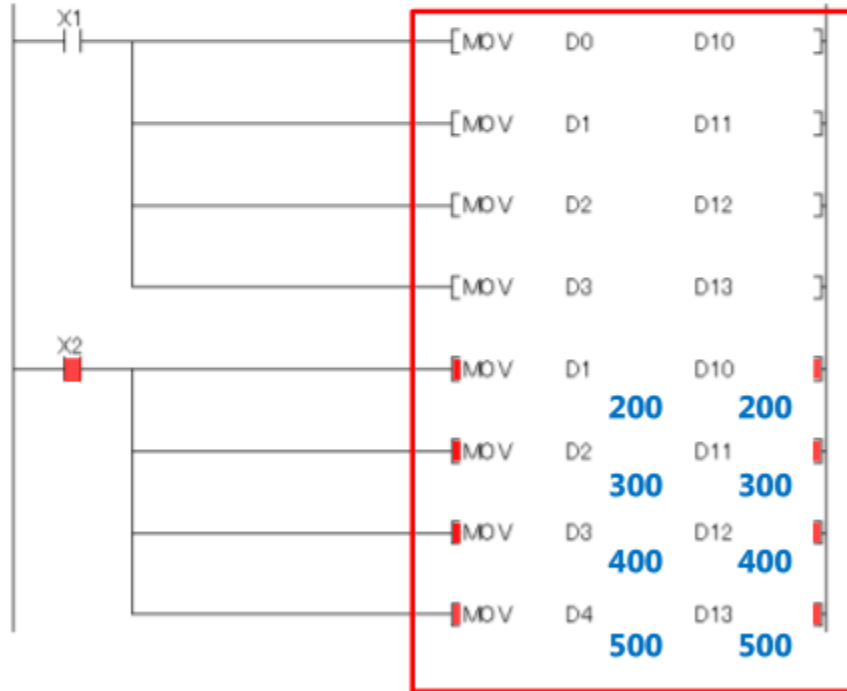 X1
[MOV D0 D10 ]
[MOV D1 D11 ]
[MOV D2 D12 ]
[MOV D3 D13 ]
X2
[MOV D1 D10 ]
200 200
[MOV D2 D11 ]
300 300
[MOV D3 D12 ]
400 400
[MOV D4 D13 ]
500 500